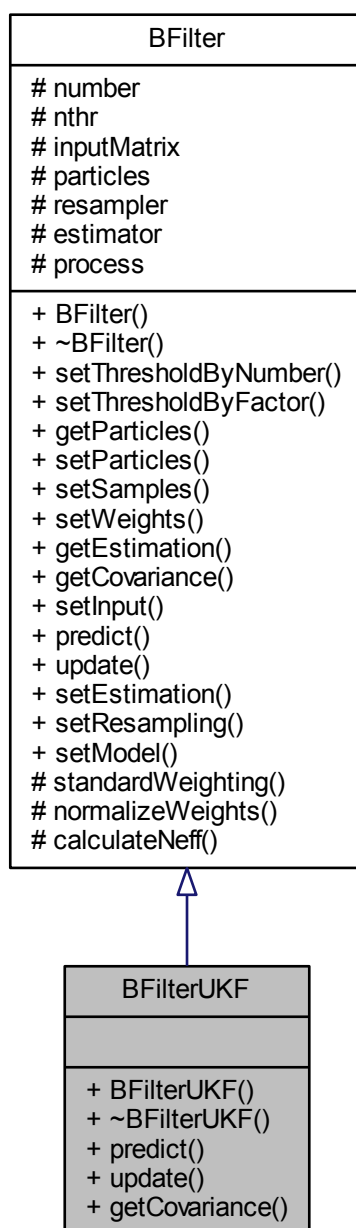 BFilter
# number
# nthr
# inputMatrix
# particles
# resampler
# estimator
# process
+ BFilter()
+ ~BFilter()
+ setThresholdByNumber()
+ setThresholdByFactor()
+ getParticles()
+ setParticles()
+ setSamples()
+ setWeights()
+ getEstimation()
+ getCovariance()
+ setInput()
+ predict()
+ update()
+ setEstimation()
+ setResampling()
+ setModel()
# standardWeighting()
# normalizeWeights()
# calculateNeff()
BFilterUKF
+ BFilterUKF()
+ ~BFilterUKF()
+ predict()
+ update()
+ getCovariance()